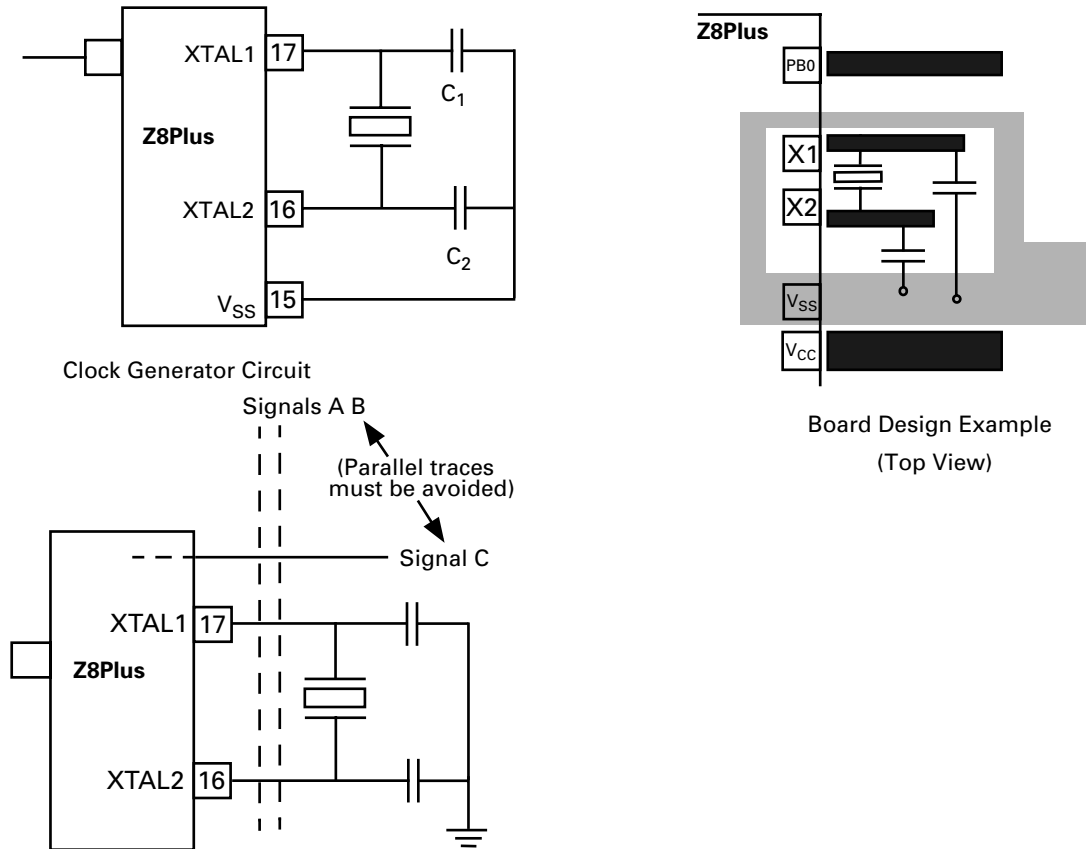 XTAL1 17
C1
Z8Plus
XTAL2 16
C2
VSS 15
Clock Generator Circuit
Z8Plus
PB0
X1
X2
VSS
VCC
Board Design Example
(Top View)
Signals A B
(Parallel traces
must be avoided)
Signal C
XTAL1 17
Z8Plus
XTAL2 16